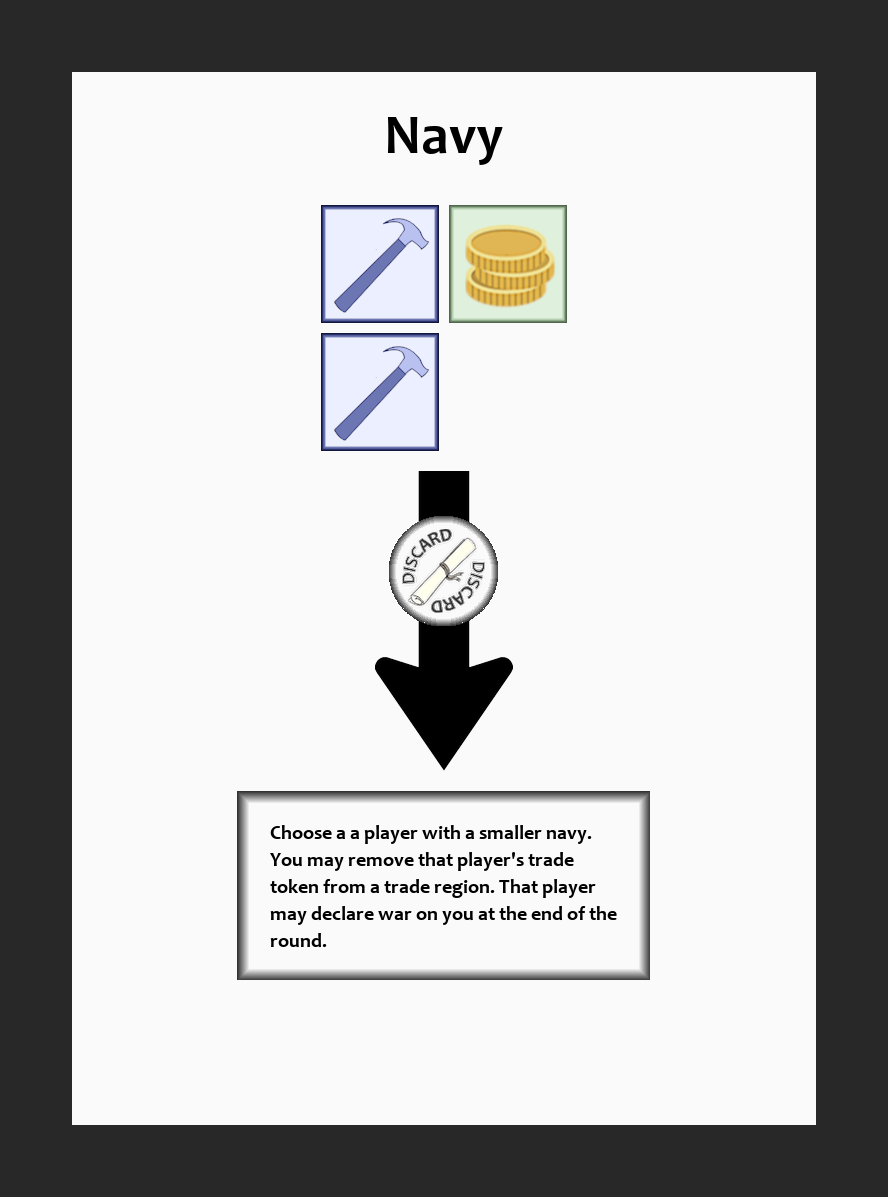 Navy
DISCARD
DISCARD
Choose a a player with a smaller navy.
You may remove that player's trade
token from a trade region. That player
may declare war on you at the end of the
round.